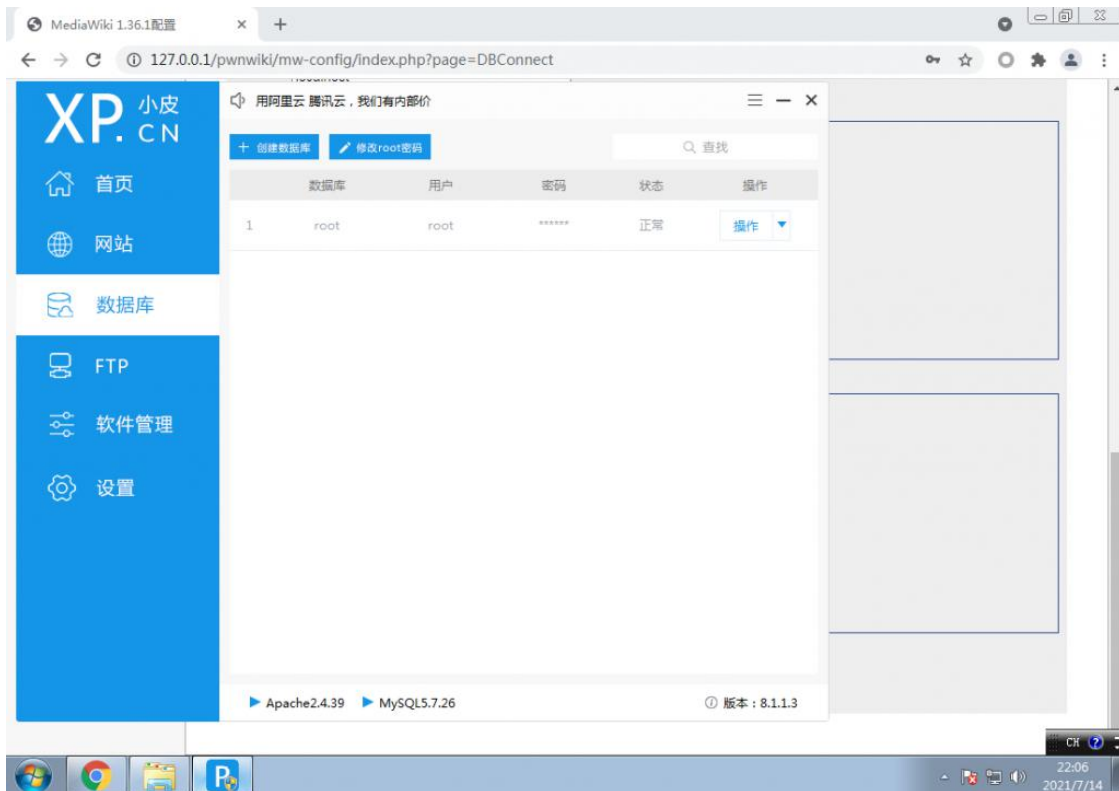 MediaWiki 1.36.1配置
127.0.0.1/pwnwiki/mw-config/index.php?page=DBConnect
XP.小皮
CN
用阿里云 腾讯云，我们有内部价
创建数据库 修改root密码 查找
首页
网站
数据库
FTP
软件管理
设置
数据库 用户 密码 状态 操作
1 root root ****** 正常 操作
Apache2.4.39 MySQL5.7.26 版本：8.1.1.3
CH
22:06
2021/7/14